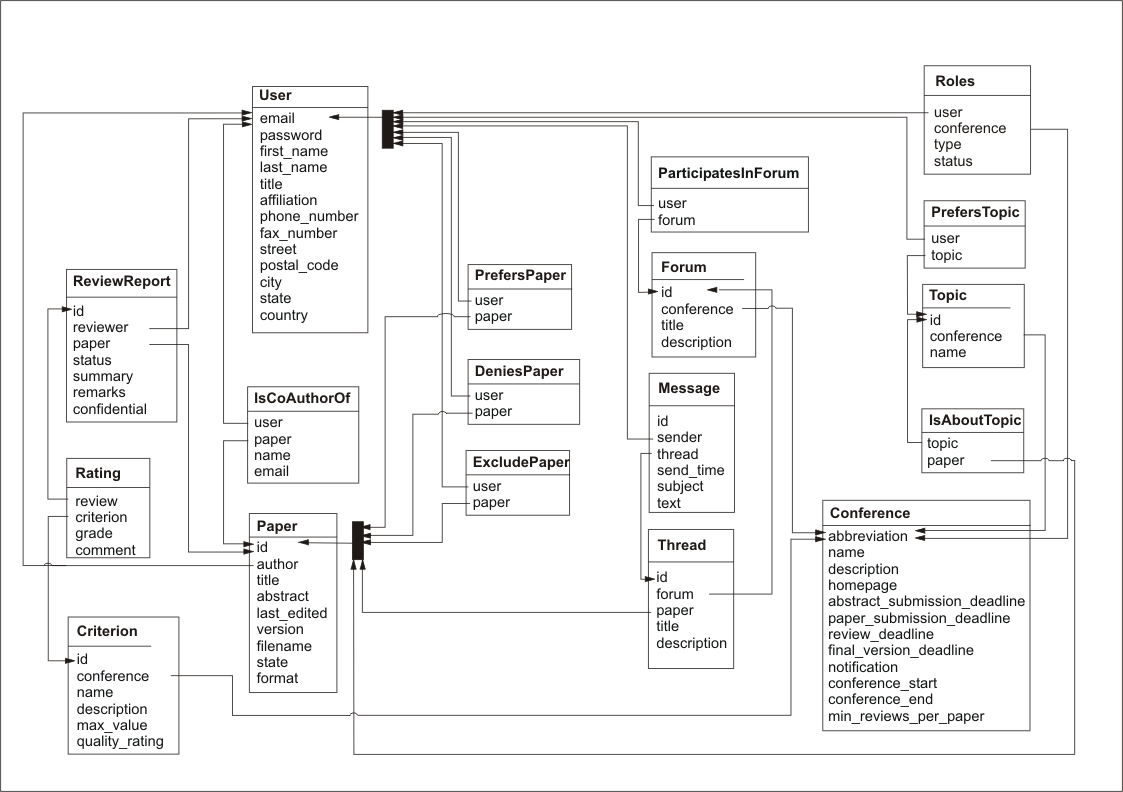 User
email
password
first_name
last_name
title
affiliation
phone_number
fax_number
street
postal_code
city
state
country
Roles
user
conference
type
status
ParticipatesInForum
user
forum
PrefersTopic
user
topic
ReviewReport
id
reviewer
paper
status
summary
remarks
confidential
PrefersPaper
user
paper
Forum
id
conference
title
description
Topic
id
conference
name
IsCoAuthorOf
user
paper
name
email
DeniesPaper
user
paper
Message
id
sender
thread
send_time
subject
text
IsAboutTopic
topic
paper
Rating
review
criterion
grade
comment
ExcludePaper
user
paper
Paper
id
author
title
abstract
last_edited
version
filename
state
format
Thread
id
forum
paper
title
description
Conference
abbreviation
name
description
homepage
abstract_submission_deadline
paper_submission_deadline
review_deadline
final_version_deadline
notification
conference_start
conference_end
min_reviews_per_paper
Criterion
id
conference
name
description
max_value
quality_rating